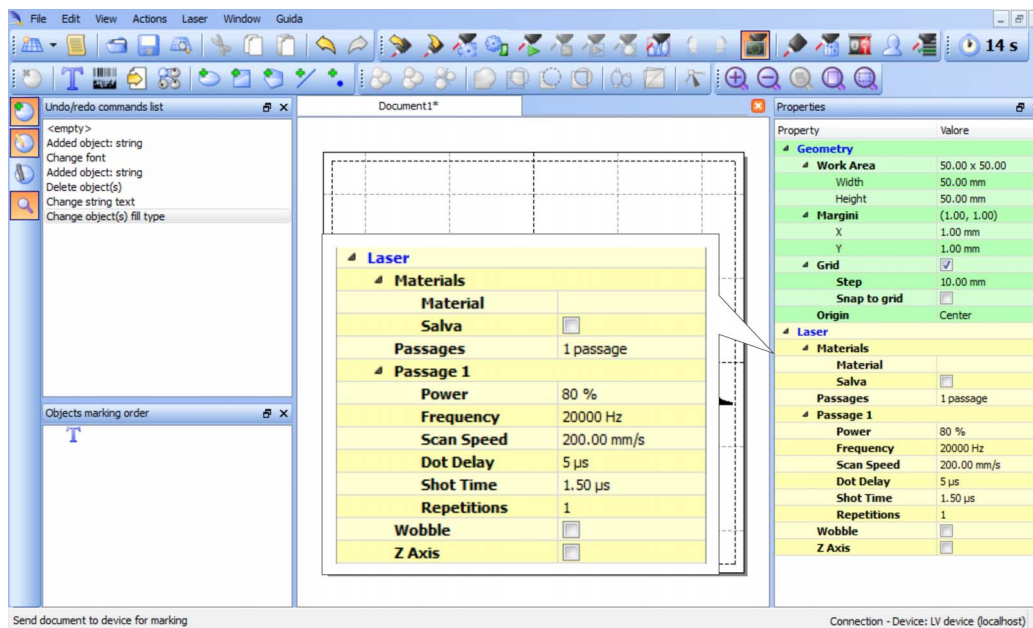 File Edit View Actions Laser Window Guida
14 s
Undo/redo commands list
<empty>
Added object: string
Change font
Added object: string
Delete object(s)
Change string text
Change object(s) fill type
Objects marking order
T
Document1*
Laser
Materials
Material
Salva
Passages 1 passage
Passage 1
Power 80 %
Frequency 20000 Hz
Scan Speed 200.00 mm/s
Dot Delay 5 µs
Shot Time 1.50 µs
Repetitions 1
Wobble
Z Axis
Properties
Property Valore
Geometry
Work Area 50.00 x 50.00
Width 50.00 mm
Height 50.00 mm
Margini (1.00, 1.00)
X 1.00 mm
Y 1.00 mm
Grid
Step 10.00 mm
Snap to grid
Origin Center
Laser
Materials
Material
Salva
Passages 1 passage
Passage 1
Power 80 %
Frequency 20000 Hz
Scan Speed 200.00 mm/s
Dot Delay 5 µs
Shot Time 1.50 µs
Repetitions 1
Wobble
Z Axis
Send document to device for marking
Connection - Device: LV device (localhost)